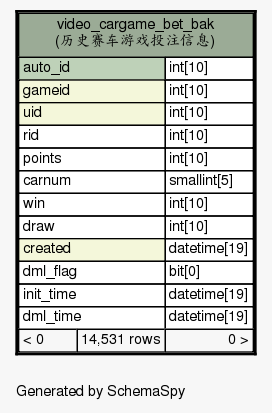 video_cargame_bet_bak
(历史赛车游戏投注信息)
auto_id int[10]
gameid int[10]
uid int[10]
rid int[10]
points int[10]
carnum smallint[5]
win int[10]
draw int[10]
created datetime[19]
dml_flag bit[0]
init_time datetime[19]
dml_time datetime[19]
< 0 14,531 rows 0 >
Generated by SchemaSpy